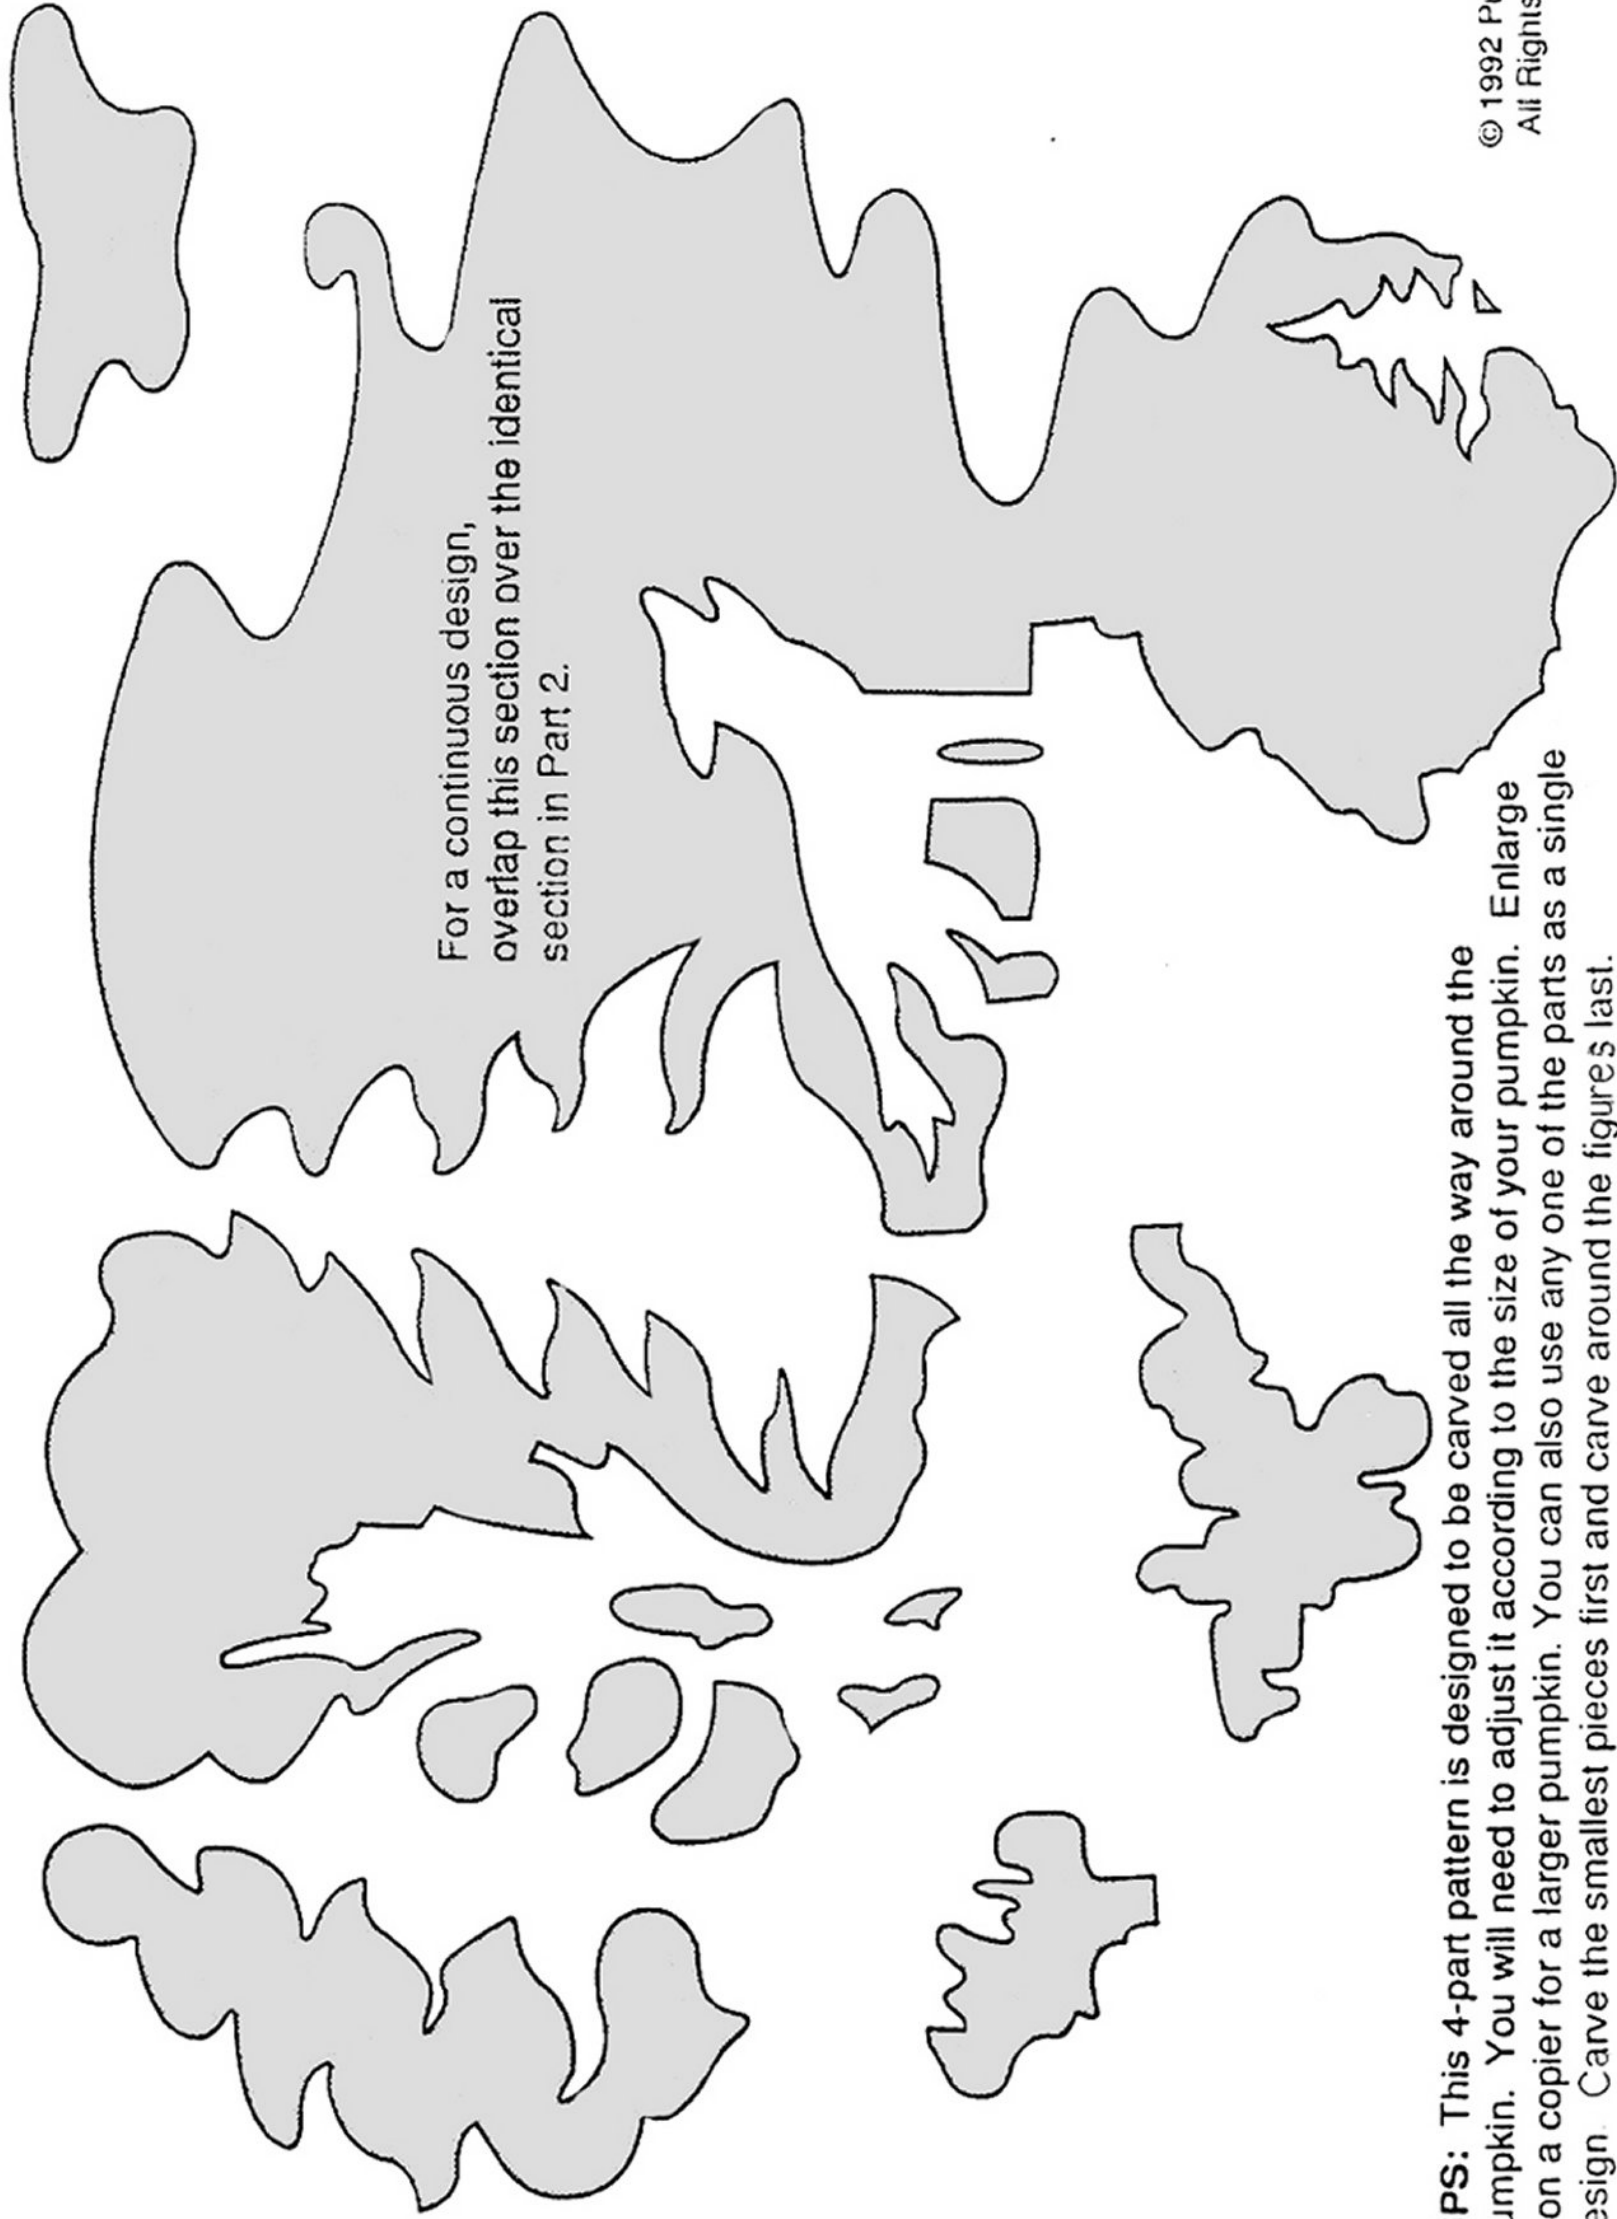 For a continuous design,
overlap this section over the identical
section in Part 2.
PS: This 4-part pattern is designed to be carved all the way around the
umpkin. You will need to adjust it according to the size of your pumpkin. Enlarge
on a copier for a larger pumpkin. You can also use any one of the parts as a single
esign. Carve the smallest pieces first and carve around the figures last.
© 1992 Pu
All Rights